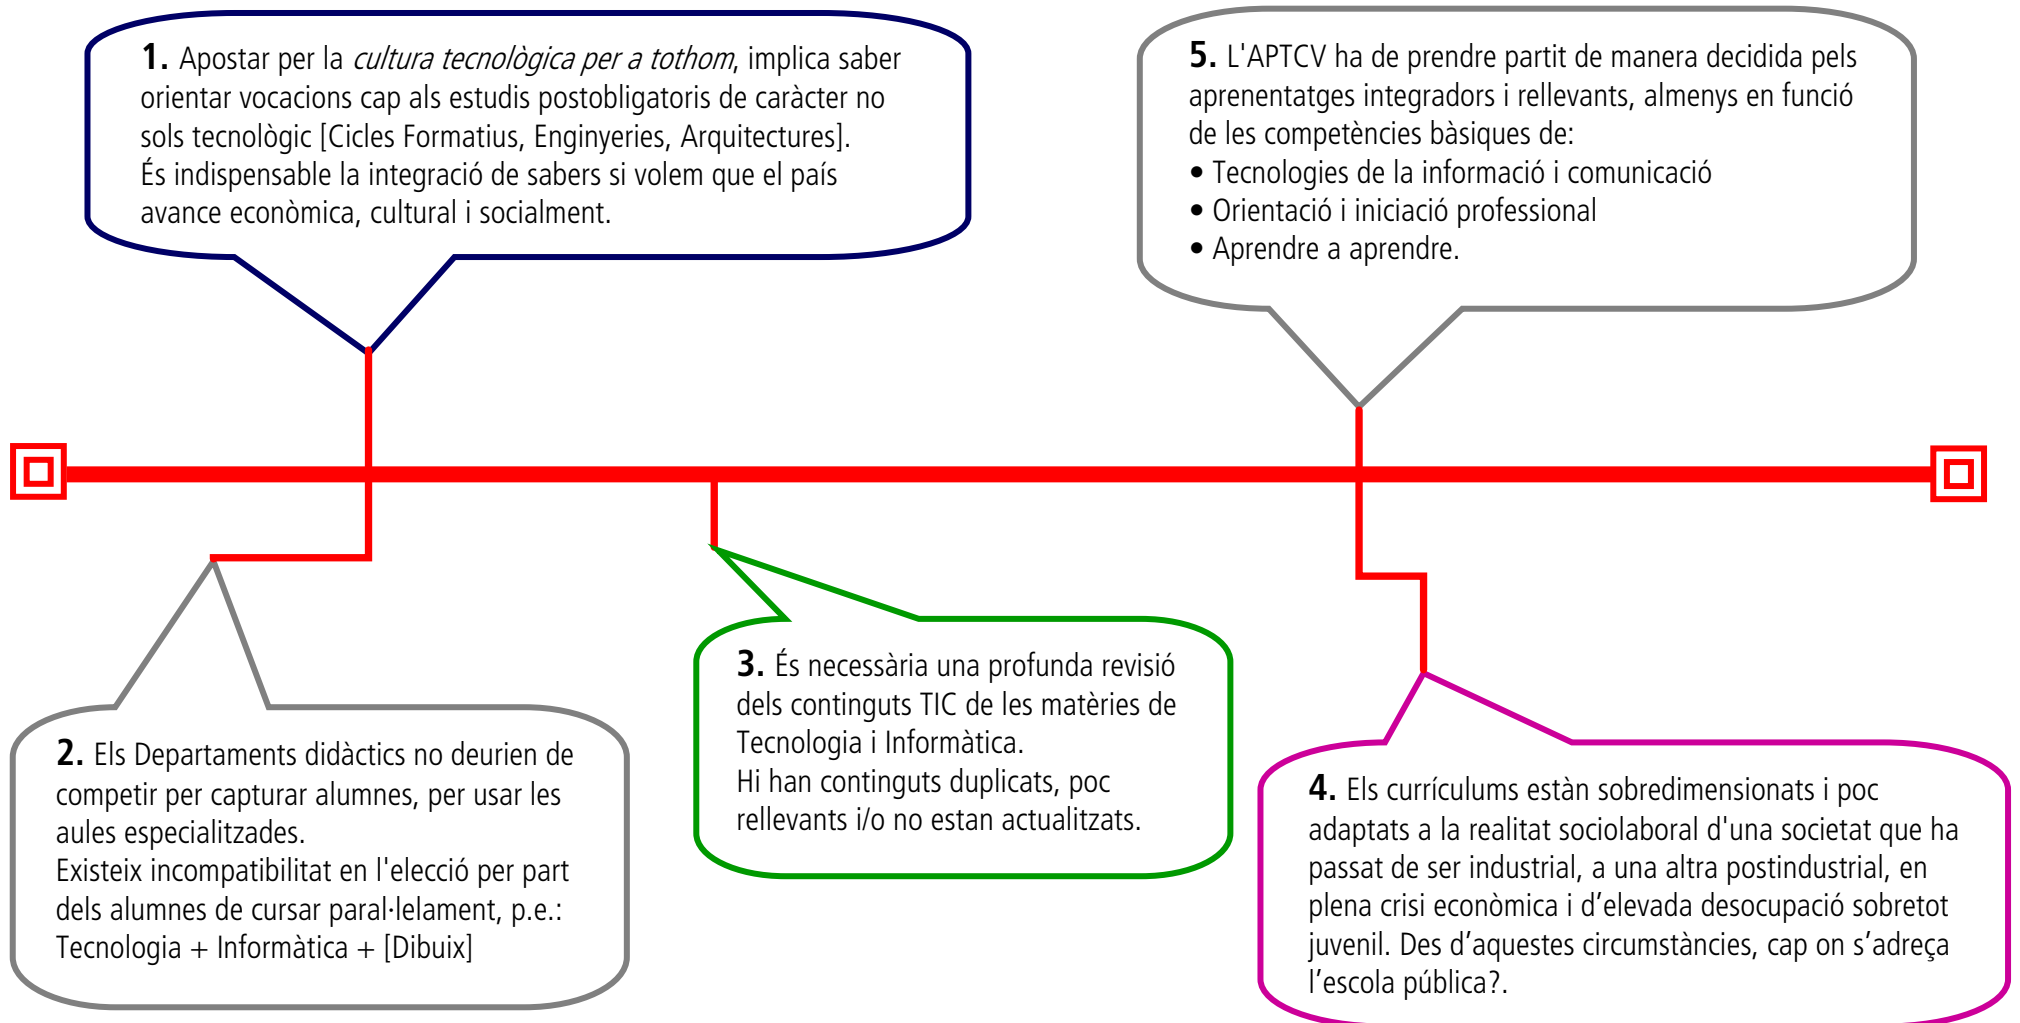 1. Apostar per la cultura tecnològica per a tothom, implica saber
orientar vocacions cap als estudis postobligatoris de caràcter no
sols tecnològic [Cicles Formatius, Enginyeries, Arquitectures].
És indispensable la integració de sabers si volem que el país
avance econòmica, cultural i socialment.
2. Els Departaments didàctics no deurien de
competir per capturar alumnes, per usar les
aules especialitzades.
Existeix incompatibilitat en l'elecció per part
dels alumnes de cursar paral·lelament, p.e.:
Tecnologia + Informàtica + [Dibuix]
3. És necessària una profunda revisió
dels continguts TIC de les matèries de
Tecnologia i Informàtica.
Hi han continguts duplicats, poc
rellevants i/o no estan actualitzats.
4. Els currículums estàn sobredimensionats i poc
adaptats a la realitat sociolaboral d'una societat que ha
passat de ser industrial, a una altra postindustrial, en
plena crisi econòmica i d’elevada desocupació sobretot
juvenil. Des d’aquestes circumstàncies, cap on s’adreça
l’escola pública?.
5. L'APTCV ha de prendre partit de manera decidida pels
aprenentatges integradors i rellevants, almenys en funció
de les competències bàsiques de:
• Tecnologies de la informació i comunicació
• Orientació i iniciació professional
• Aprendre a aprendre.